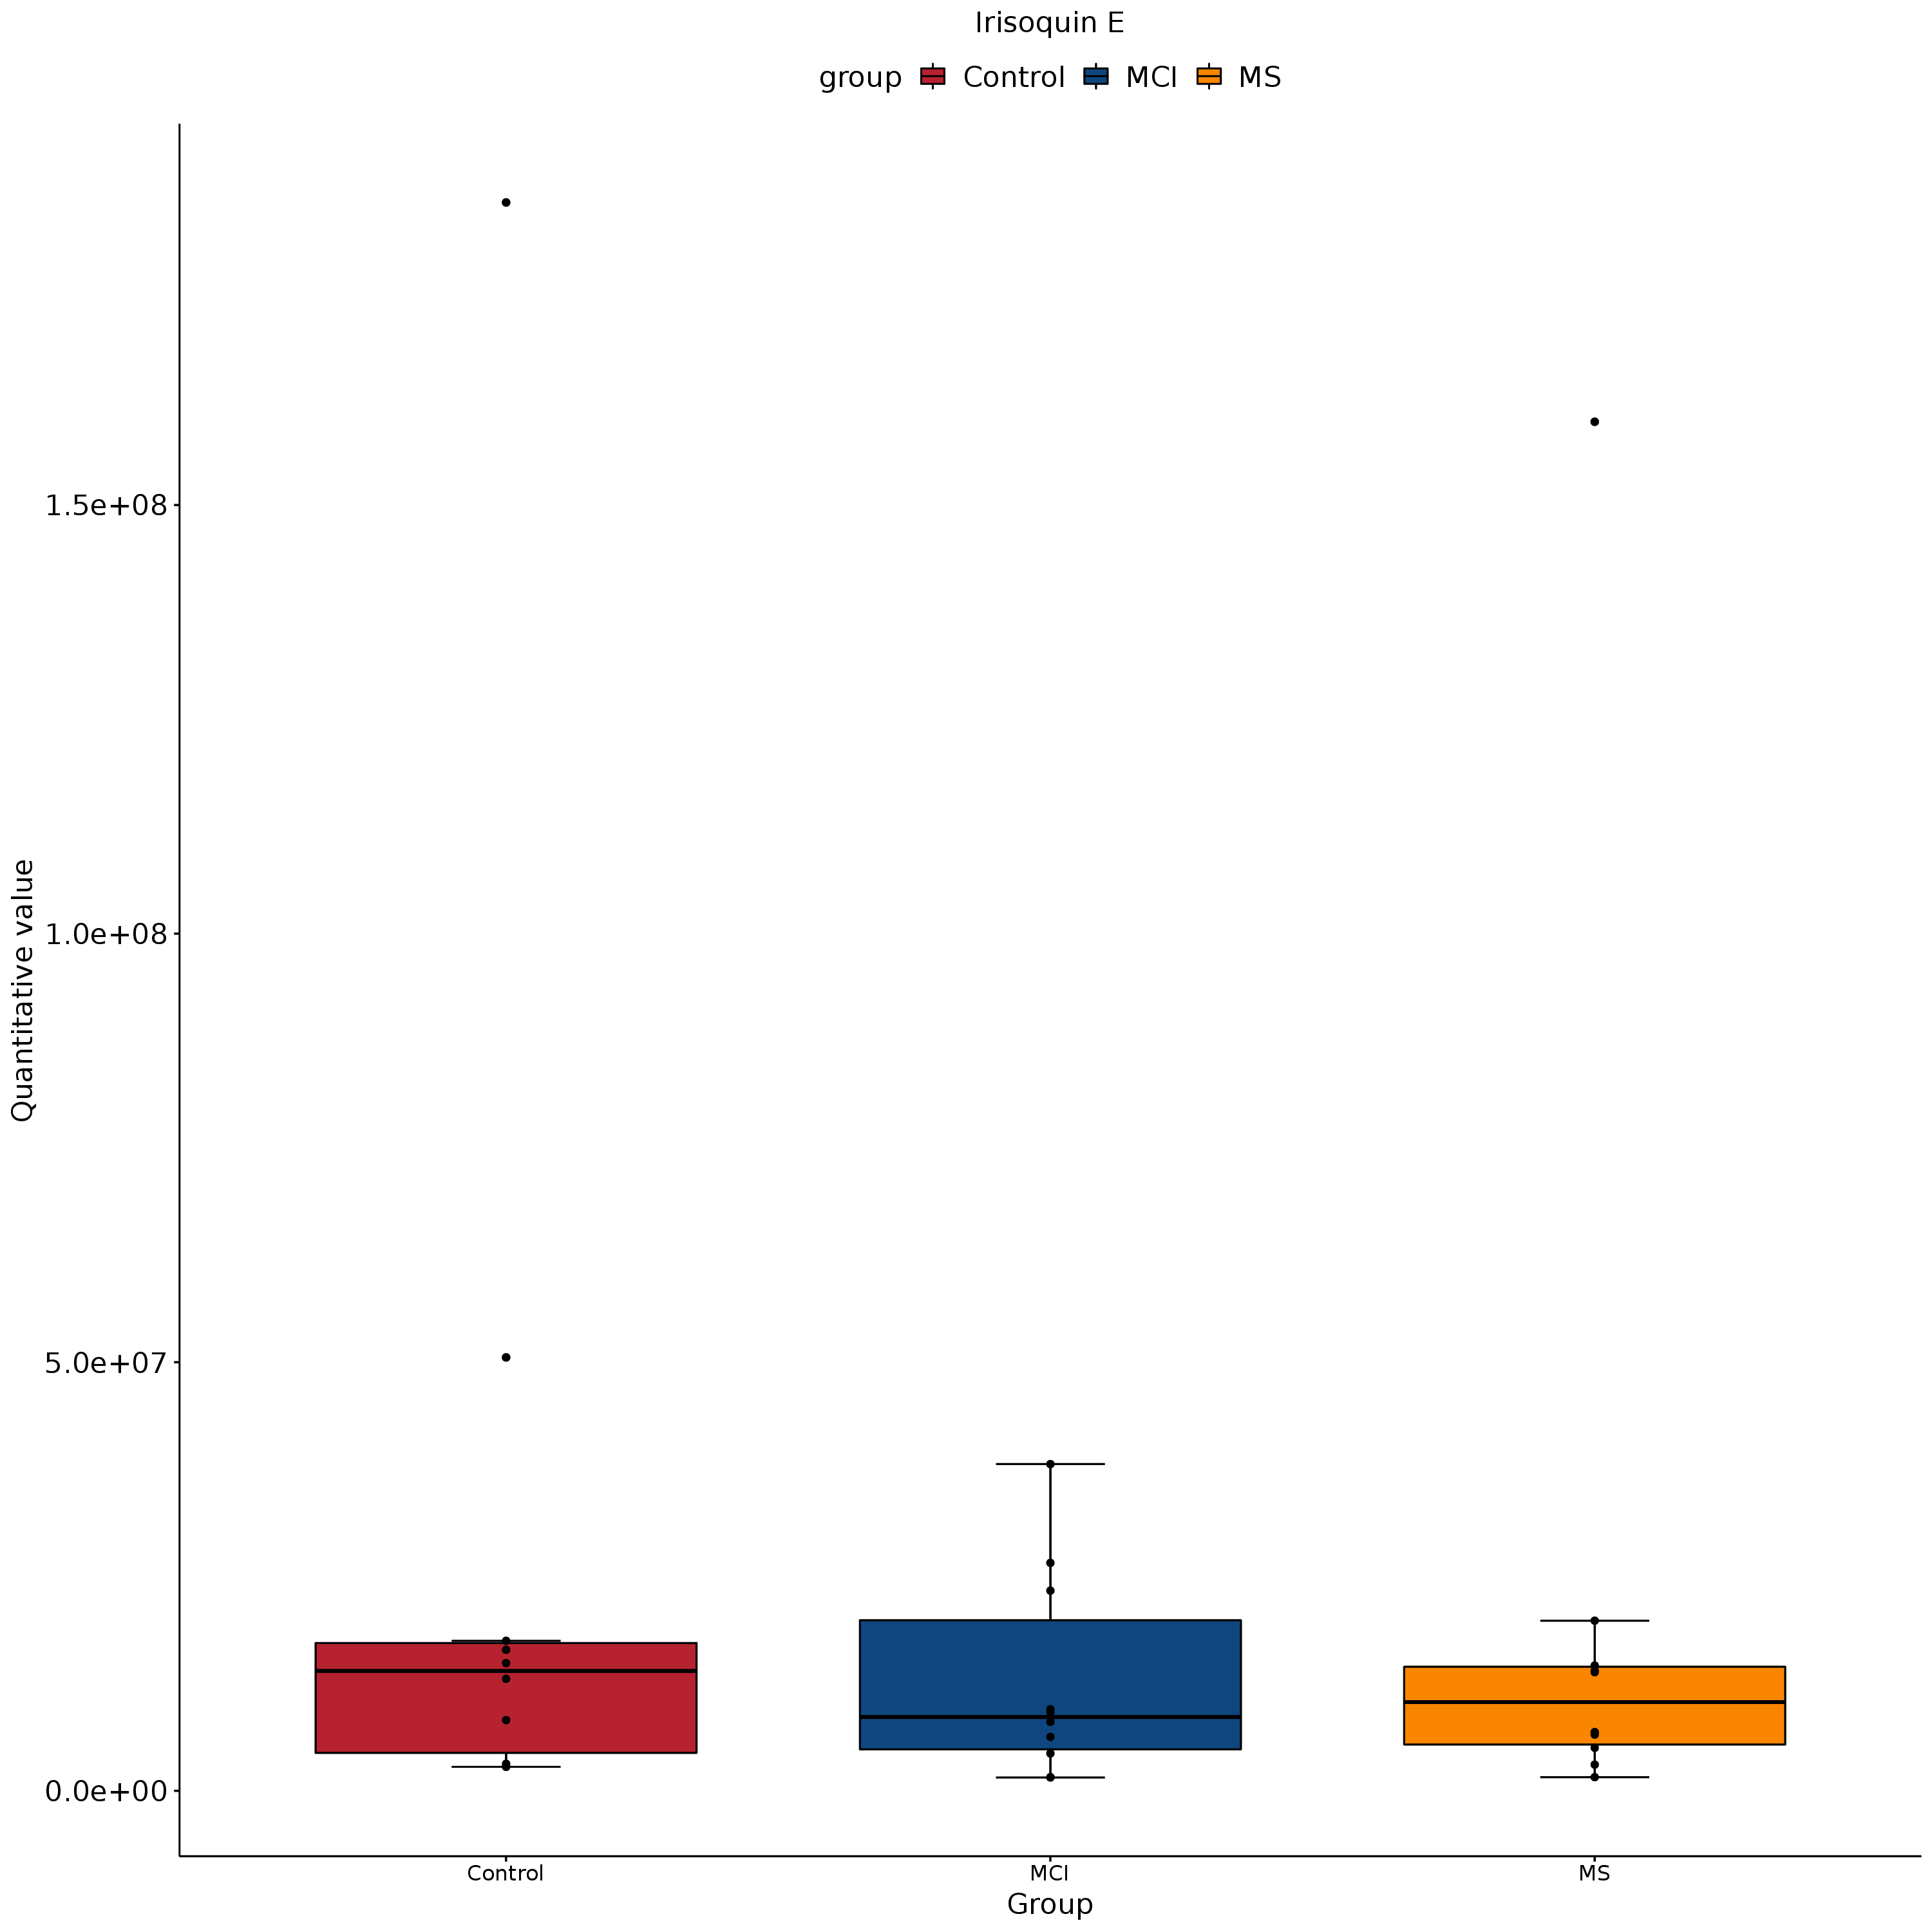 Irisoquin E
group Control MCI MS
Quantitative value
1.5e+08
1.0e+08
5.0e+07
0.0e+00
Control MCI MS
Group